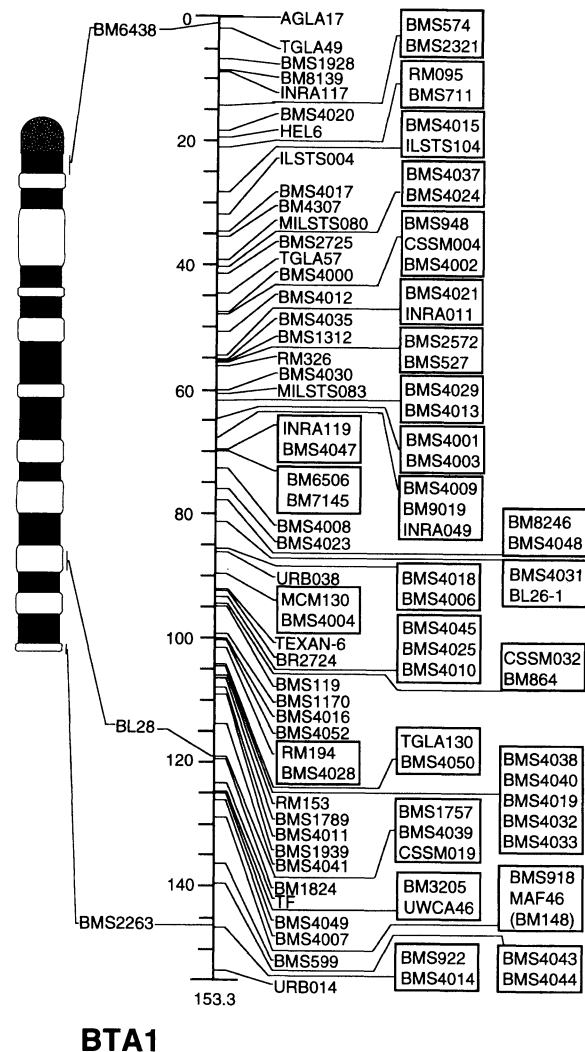 0
AGLA17
BM6438
BMS574
BMS2321
TGLA49
BMS1928
BM8139
INRA117
RM095
BMS711
BMS4020
HEL6
20
BMS4015
ILSTS104
ILSTS004
BMS4037
BMS4024
BMS4017
BM4307
MILSTS080
BMS2725
TGLA57
BMS4000
40
BMS948
CSSM004
BMS4002
BMS4012
BMS4021
INRA011
BMS4035
BMS1312
BMS2572
BMS527
RM326
BMS4030
MILSTS083
60
BMS4029
BMS4013
INRA119
BMS4047
BMS4001
BMS4003
BM6506
BM7145
BMS4009
BM9019
INRA049
80
BMS4008
BMS4023
BM8246
BMS4048
URB038
BMS4018
BMS4006
BMS4031
BL26-1
MCM130
BMS4004
BMS4045
BMS4025
BMS4010
TEXAN-6
BR2724
100
CSSM032
BM864
BMS119
BMS1170
BMS4016
BMS4052
BL28
RM194
BMS4028
TGLA130
BMS4050
120
BMS4038
BMS4040
BMS4019
BMS4032
BMS4033
RM153
BMS1789
BMS4011
BMS1939
BMS4041
BMS1757
BMS4039
CSSM019
140
BM1824
TF
BM3205
UWCA46
BMS918
MAF46
(BM148)
BMS4049
BMS4007
BMS2263
BMS599
BMS922
BMS4014
BMS4043
BMS4044
URB014
153.3
BTA1